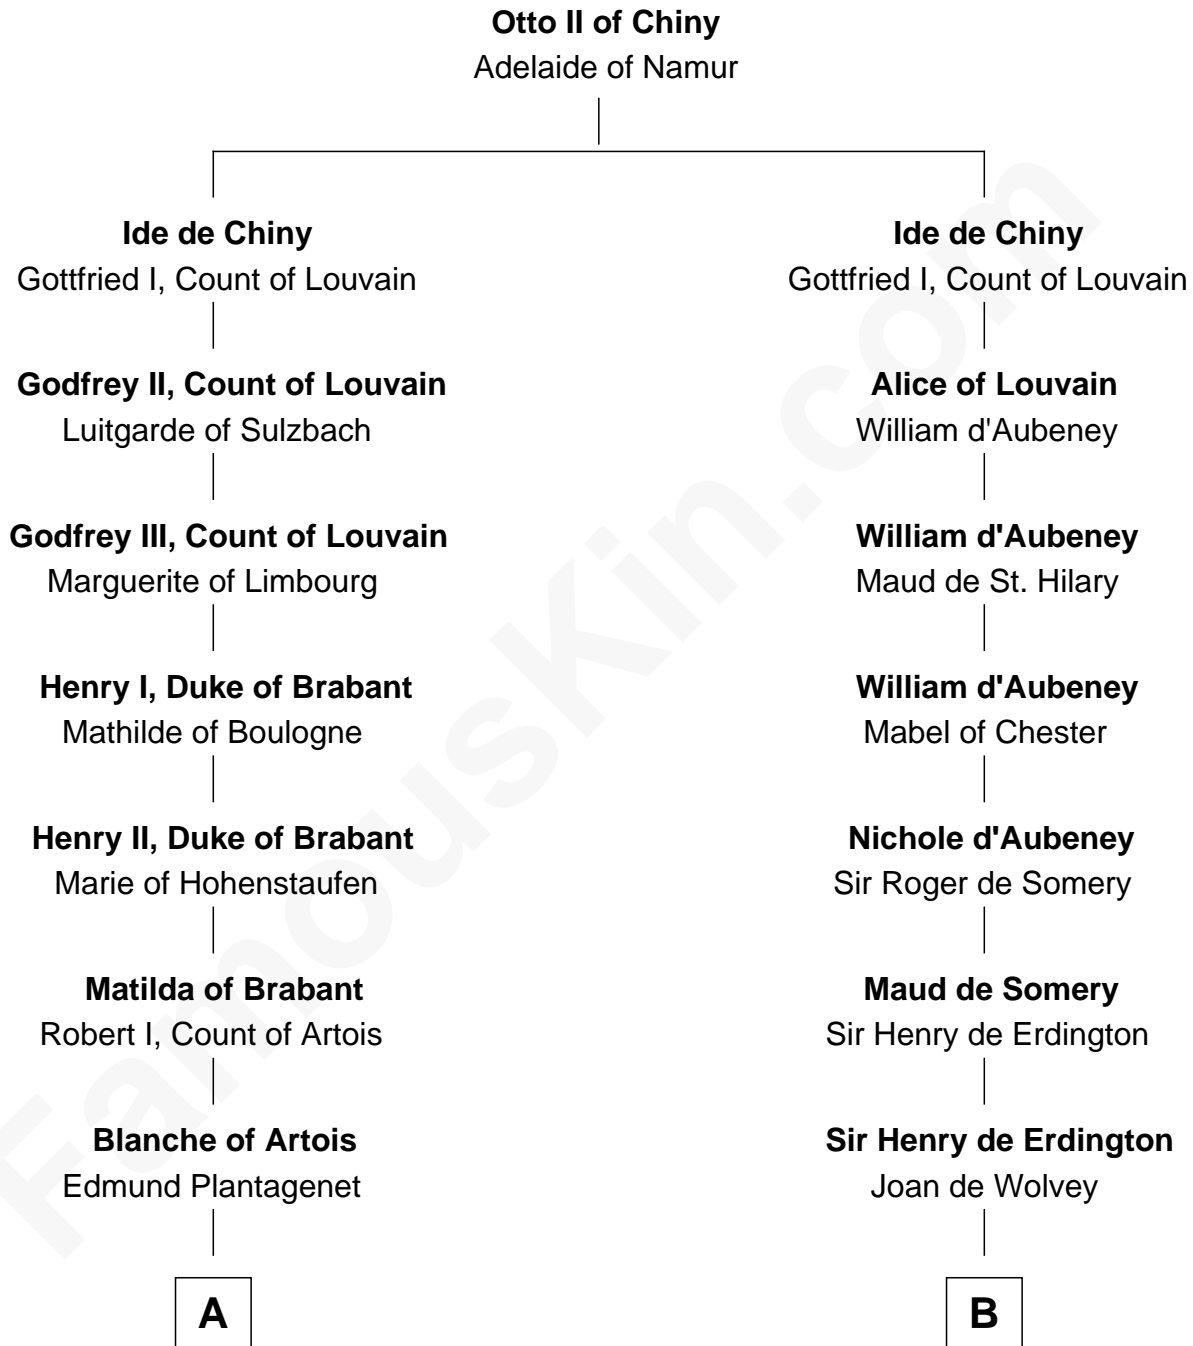 Otto II of Chiny
Adelaide of Namur
Ide de Chiny
Gottfried I, Count of Louvain
Godfrey II, Count of Louvain
Luitgarde of Sulzbach
Godfrey III, Count of Louvain
Marguerite of Limbourg
Henry I, Duke of Brabant
Mathilde of Boulogne
Henry II, Duke of Brabant
Marie of Hohenstaufen
Matilda of Brabant
Robert I, Count of Artois
Blanche of Artois
Edmund Plantagenet
A
Ide de Chiny
Gottfried I, Count of Louvain
Alice of Louvain
William d'Aubeney
William d'Aubeney
Maud de St. Hilary
William d'Aubeney
Mabel of Chester
Nichole d'Aubeney
Sir Roger de Somery
Maud de Somery
Sir Henry de Erdington
Sir Henry de Erdington
Joan de Wolvey
B
FamousKin.com